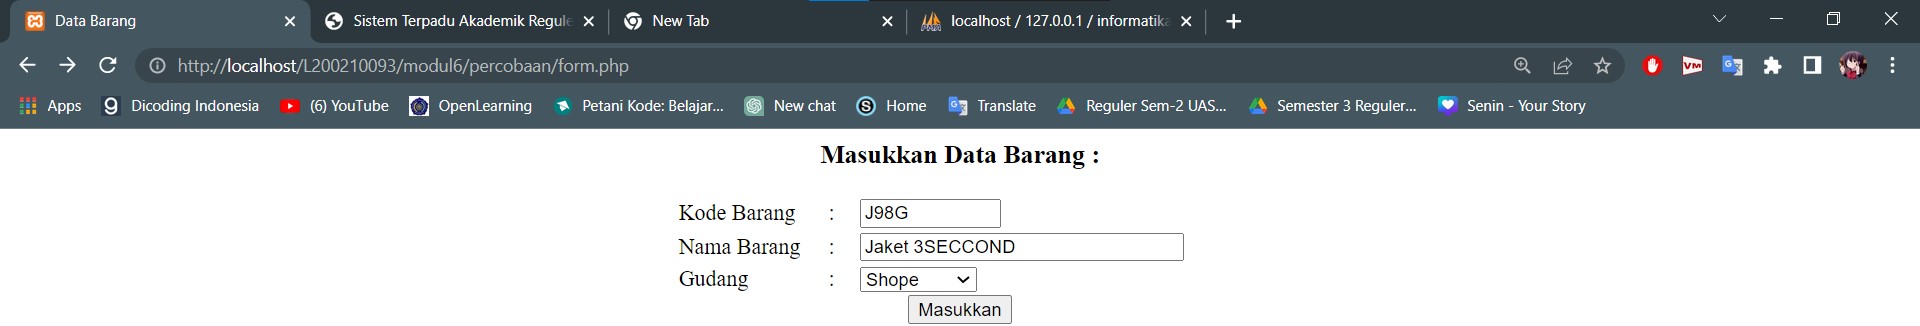 Data Barang
Sistem Terpadu Akademik Regule
New Tab
localhost / 127.0.0.1 / informatika
http://localhost/L200210093/modul6/percobaan/form.php
Apps
Dicoding Indonesia
(6) YouTube
OpenLearning
Petani Kode: Belajar...
New chat
Home
Translate
Reguler Sem-2 UAS...
Semester 3 Reguler...
Senin - Your Story
Masukkan Data Barang :
Kode Barang : J98G
Nama Barang : Jaket 3SECCOND
Gudang : Shope
Masukkan